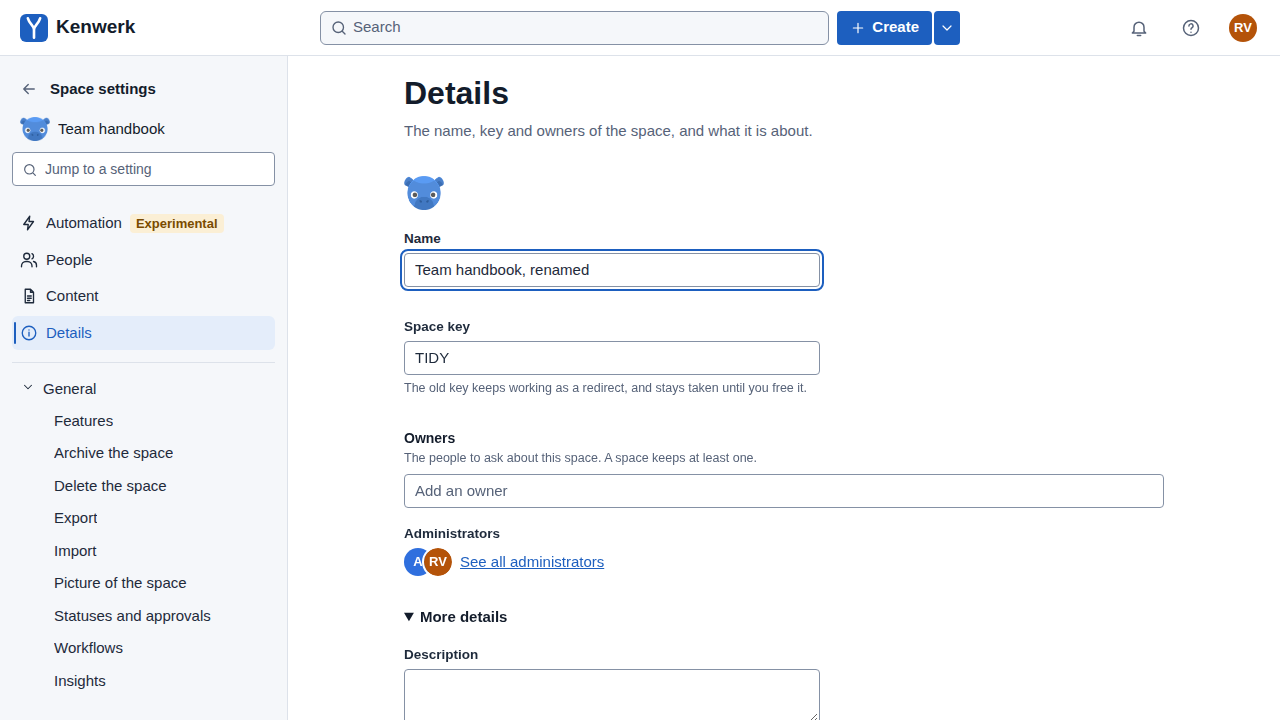 Kenwerk
Search
Create
RV
Space settings
Team handbook
Jump to a setting
Automation Experimental
People
Content
Details
General
Features
Archive the space
Delete the space
Export
Import
Picture of the space
Statuses and approvals
Workflows
Insights
Details
The name, key and owners of the space, and what it is about.
Name
Team handbook, renamed
Space key
TIDY
The old key keeps working as a redirect, and stays taken until you free it.
Owners
The people to ask about this space. A space keeps at least one.
Add an owner
Administrators
A RV See all administrators
More details
Description